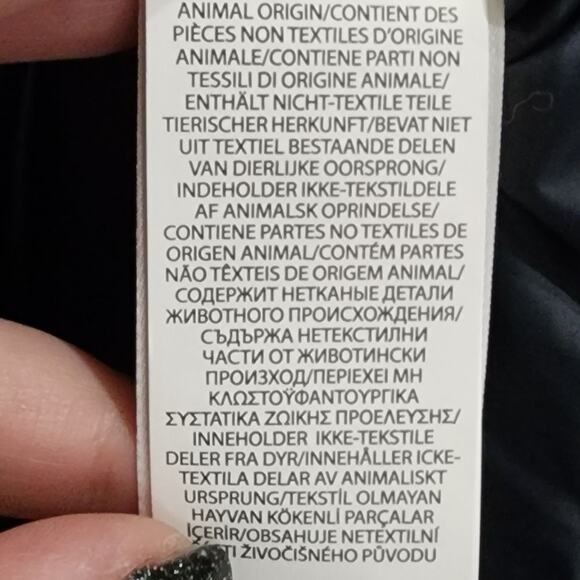 ANIMAL ORIGIN/CONTIENT DES
PIÈCES NON TEXTILES D'ORIGINE
ANIMALE/CONTIENE PARTI NON
TESSILI DI ORIGINE ANIMALE/
ENTHÄLT NICHT-TEXTILE TEILE
TIERISCHER HERKUNFT/BEVAT NIET
UIT TEXTIEL BESTAANDE DELEN
VAN DIERLIJKE OORSPRONG/
INDEHOLDER IKKE-TEKSTILDELE
AF ANIMALSK OPRINDELSE/
CONTIENE PARTES NO TEXTILES DE
ORIGEN ANIMAL/CONTÉM PARTES
NÃO TÊXTEIS DE ORIGEM ANIMAL/
СОДЕРЖИТ НЕТКАНЫЕ ДЕТАЛИ
ЖИВОТНОГО ПРОИСХОЖДЕНИЯ/
СЪДЪРЖА НЕТЕКСТИЛНИ
ЧАСТИ ОТ ЖИВОТИНСКИ
ПРОИЗХОД/ΠΕΡΙΕΧΕΙ ΜΗ
ΚΛΩΣΤΟΫΦΑΝΤΟΥΡΓΙΚΑ
ΣΥΣΤΑΤΙΚΑ ΖΩΙΚΗΣ ΠΡΟΕΛΕΥΣΗΣ/
INNEHOLDER IKKE-TEKSTILE
DELER FRA DYR/INNEHÅLLER ICKE-
TEXTILA DELAR AV ANIMALISKT
URSPRUNG/TEKSTİL OLMAYAN
HAYVAN KÖKENLİ PARÇALAR
İÇERİR/OBSAHUJE NETEXTILNÍ
ŽIVOČIŠNÉHO PŮVODU